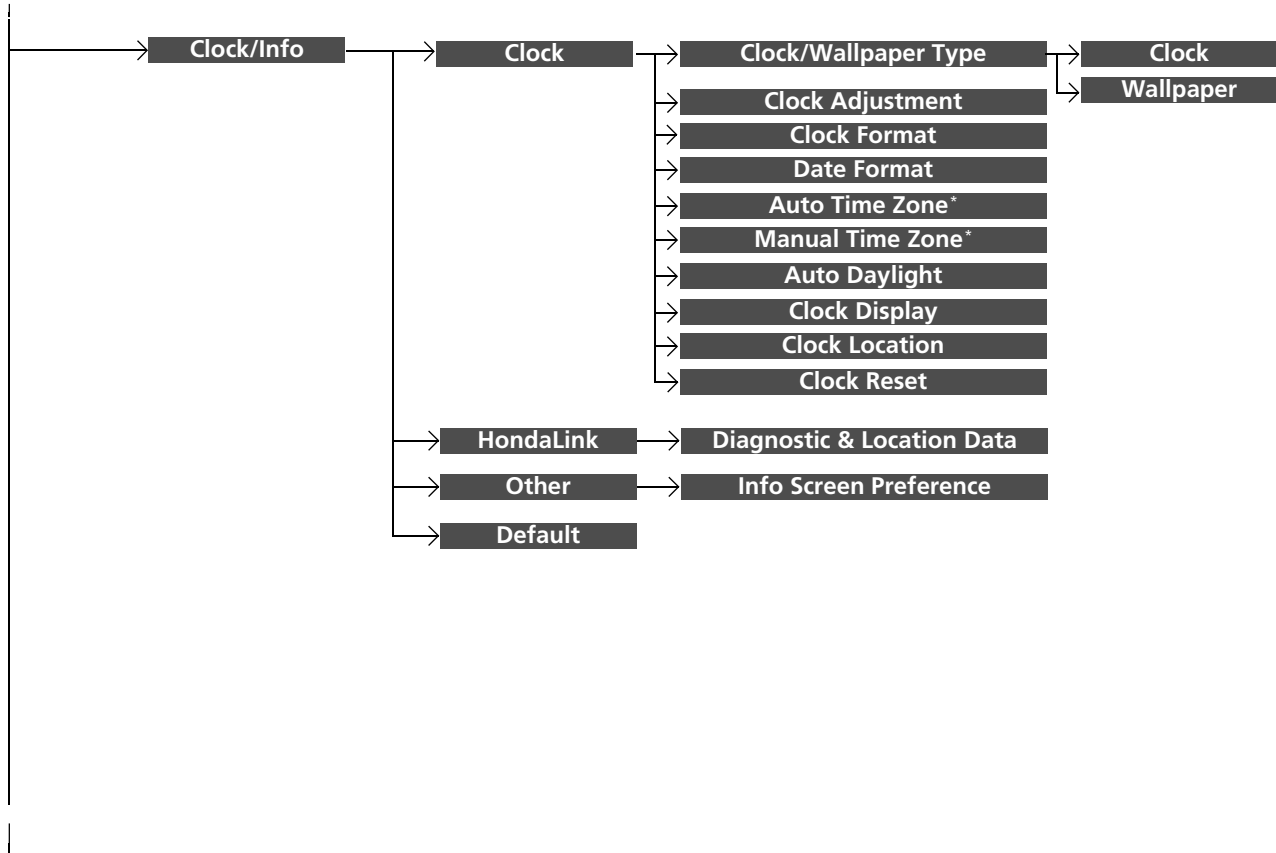 Clock/Info
Clock
Clock/Wallpaper Type
Clock
Wallpaper
Clock Adjustment
Clock Format
Date Format
Auto Time Zone*
Manual Time Zone*
Auto Daylight
Clock Display
Clock Location
Clock Reset
HondaLink
Diagnostic & Location Data
Other
Info Screen Preference
Default